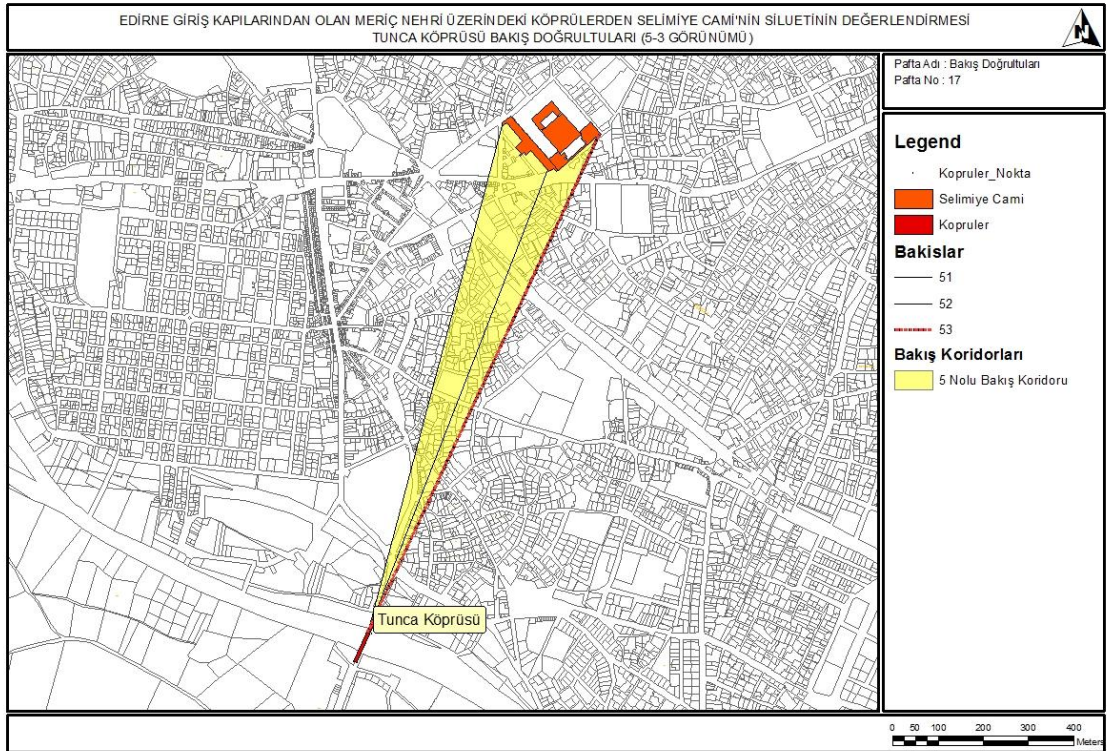 EDİRNE GİRİŞ KAPILARINDAN OLAN MERİÇ NEHRİ ÜZERİNDEKİ KÖPRÜLERDEN SELİMİYE CAMİ'NİN SİLUETİNİN DEĞERLENDİRMESİ
TUNCA KÖPRÜSÜ BAKIŞ DOĞRULTULARI (5-3 GÖRÜNÜMÜ)
N
Pafta Adı : Bakış Doğrultuları
Pafta No : 17
Legend
Kopruler_Nokta
Selimiye Cami
Kopruler
Bakislar
51
52
53
Bakış Koridorları
5 Nolu Bakış Koridoru
Tunca Köprüsü
0 50 100 200 300 400
Meters